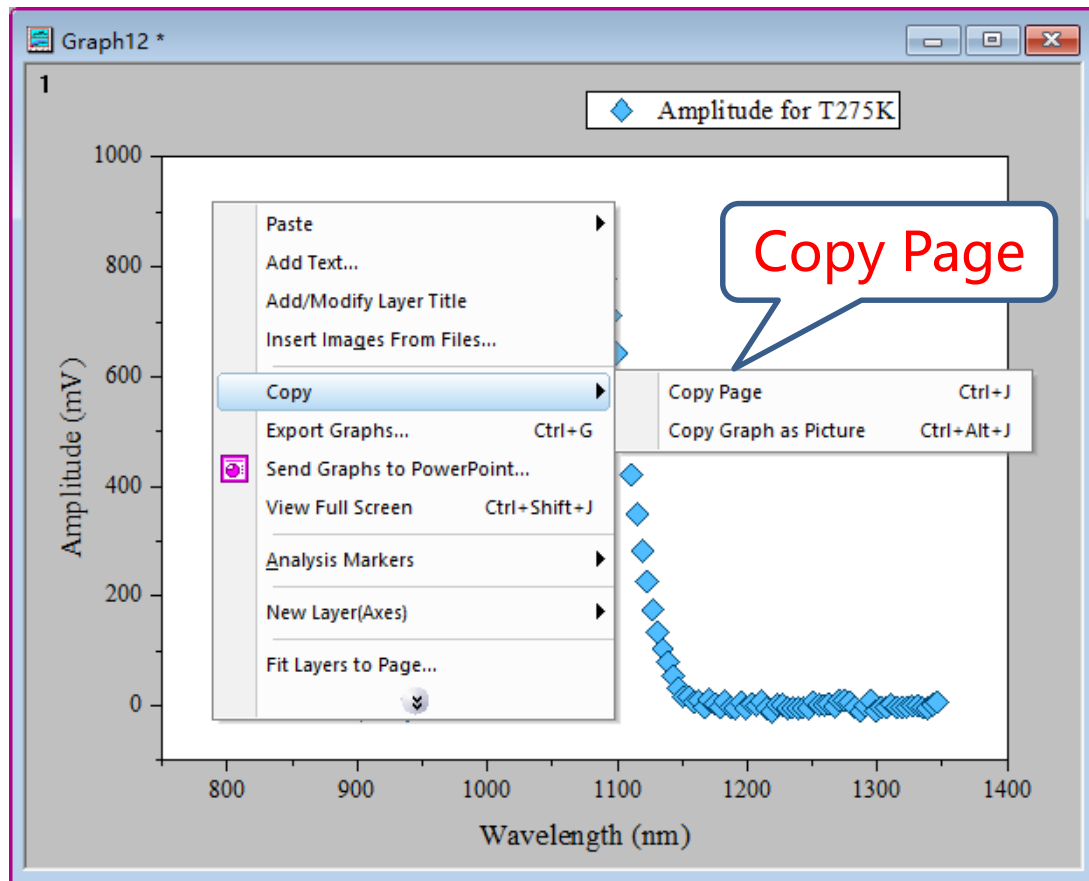 Graph12 *
1
Amplitude for T275K
1000
800
600
400
200
0
Amplitude (mV)
Paste
Add Text...
Add/Modify Layer Title
Insert Images From Files...
Copy
Export Graphs... Ctrl+G
Send Graphs to PowerPoint...
View Full Screen Ctrl+Shift+J
Analysis Markers
New Layer(Axes)
Fit Layers to Page...
Copy Page
Copy Page Ctrl+J
Copy Graph as Picture Ctrl+Alt+J
800 900 1000 1100 1200 1300 1400
Wavelength (nm)